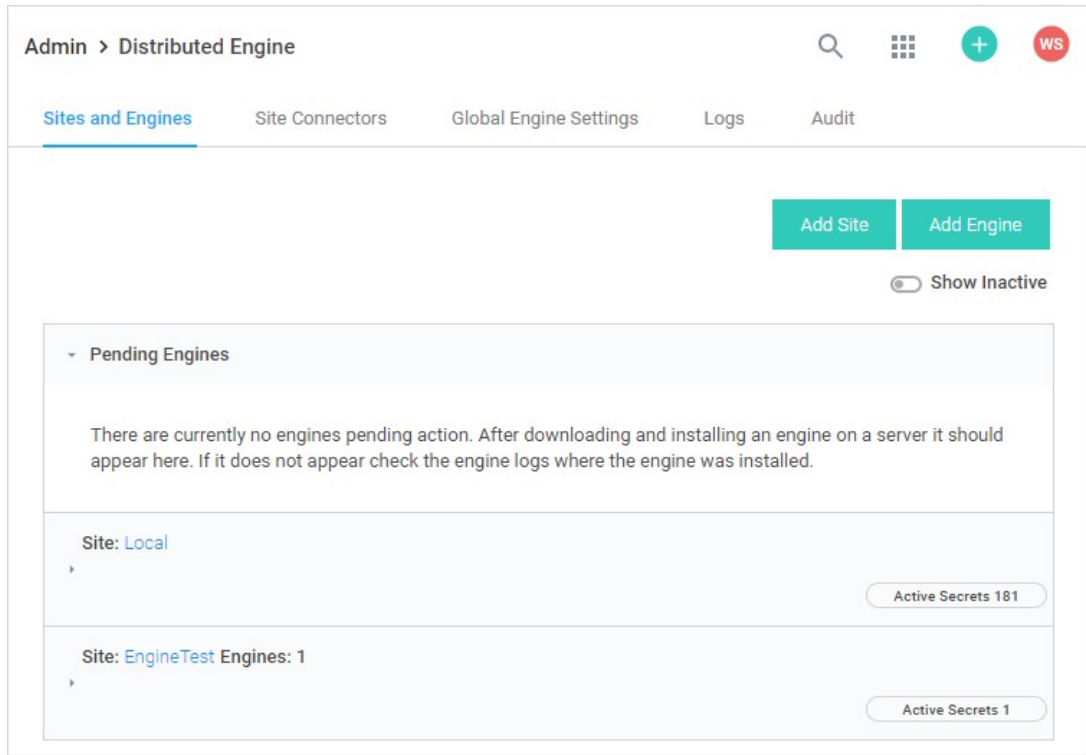 Admin > Distributed Engine
WS
Sites and Engines Site Connectors Global Engine Settings Logs Audit
Add Site Add Engine
Show Inactive
Pending Engines
There are currently no engines pending action. After downloading and installing an engine on a server it should
appear here. If it does not appear check the engine logs where the engine was installed.
Site: Local
Active Secrets 181
Site: EngineTest Engines: 1
Active Secrets 1